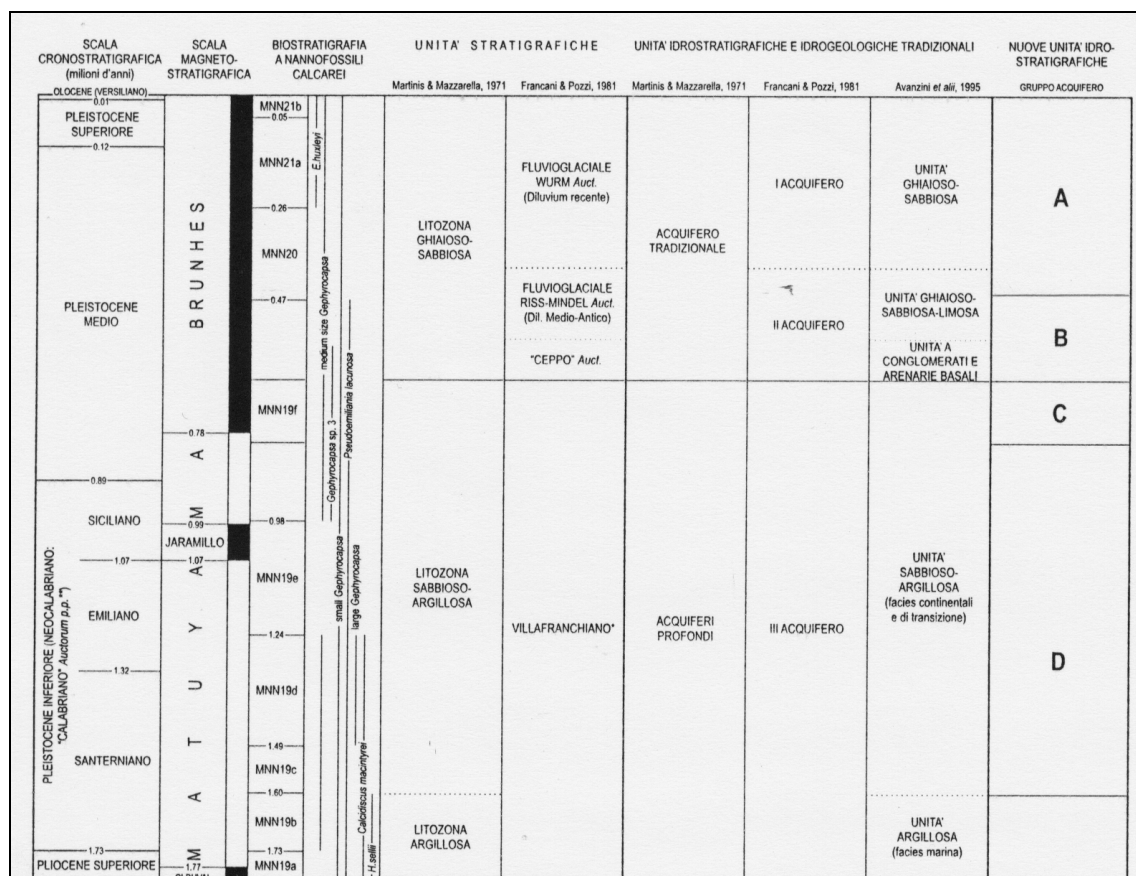 SCALA
CRONOSTRATIGRAFICA
(milioni d'anni)
SCALA
MAGNETO-
STRATIGRAFICA
BIOSTRATIGRAFIA
A NANNOFOSSILI
CALCAREI
UNITA' STRATIGRAFICHE
UNITA' IDROSTRATIGRAFICHE E IDROGEOLOGICHE TRADIZIONALI
NUOVE UNITA' IDRO-
STRATIGRAFICHE
Martinis & Mazzarella, 1971
Francani & Pozzi, 1981
Martinis & Mazzarella, 1971
Francani & Pozzi, 1981
Avanzini et alii, 1995
GRUPPO ACQUIFERO
OLOCENE (VERSILIANO)
0.01
PLEISTOCENE
SUPERIORE
0.12
PLEISTOCENE
MEDIO
0.89
PLEISTOCENE INFERIORE (NEOCALABRIANO:
"CALABRIANO" Auctorum p.p. **)
SICILIANO
1.07
EMILIANO
1.32
SANTERNIANO
1.73
PLIOCENE SUPERIORE
BRUNHES
0.78
MATUYAMA
0.99
JARAMILLO
1.07
1.77
M
MNN21b
0.05
MNN21a
0.26
MNN20
0.47
MNN19f
0.98
MNN19e
1.24
MNN19d
1.49
MNN19c
1.60
MNN19b
1.73
MNN19a
E.huxleyi
medium size Gephyrocapsa
Gephyrocapsa sp. 3
Pseudoemiliania lacunosa
small Gephyrocapsa
large Gephyrocapsa
Calcidiscus macintyrei
H.sellii
LITOZONA
GHIAIOSO-
SABBIOSA
LITOZONA
SABBIOSO-
ARGILLOSA
LITOZONA
ARGILLOSA
FLUVIOGLACIALE
WURM Auct.
(Diluvium recente)
FLUVIOGLACIALE
RISS-MINDEL Auct.
(Dil. Medio-Antico)
"CEPPO" Auct.
VILLAFRANCHIANO*
ACQUIFERO
TRADIZIONALE
ACQUIFERI
PROFONDI
I ACQUIFERO
II ACQUIFERO
III ACQUIFERO
UNITA'
GHIAIOSO-
SABBIOSA
UNITA' GHIAIOSO-
SABBIOSA-LIMOSA
UNITA' A
CONGLOMERATI E
ARENARIE BASALI
UNITA'
SABBIOSO-
ARGILLOSA
(facies continentali
e di transizione)
UNITA'
ARGILLOSA
(facies marina)
A
B
C
D